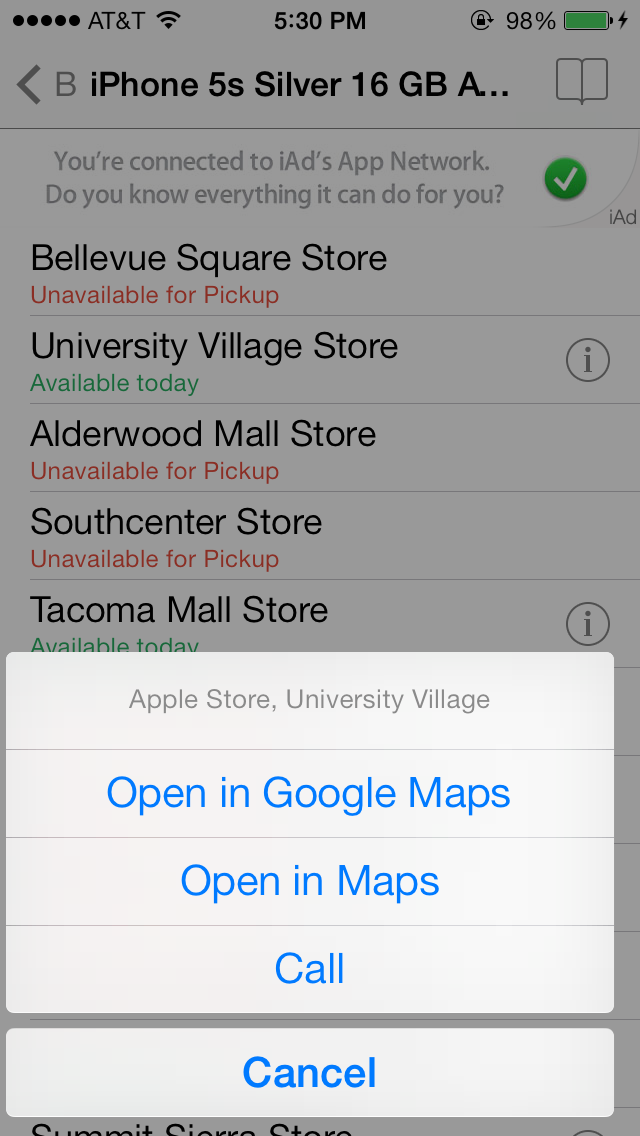 AT&T 5:30 PM 98%
B iPhone 5s Silver 16 GB A...
You're connected to iAd's App Network.
Do you know everything it can do for you?
iAd
Bellevue Square Store
Unavailable for Pickup
University Village Store
Available today
Alderwood Mall Store
Unavailable for Pickup
Southcenter Store
Unavailable for Pickup
Tacoma Mall Store
Available today
Apple Store, University Village
Open in Google Maps
Open in Maps
Call
Cancel
Summit Sierra Store